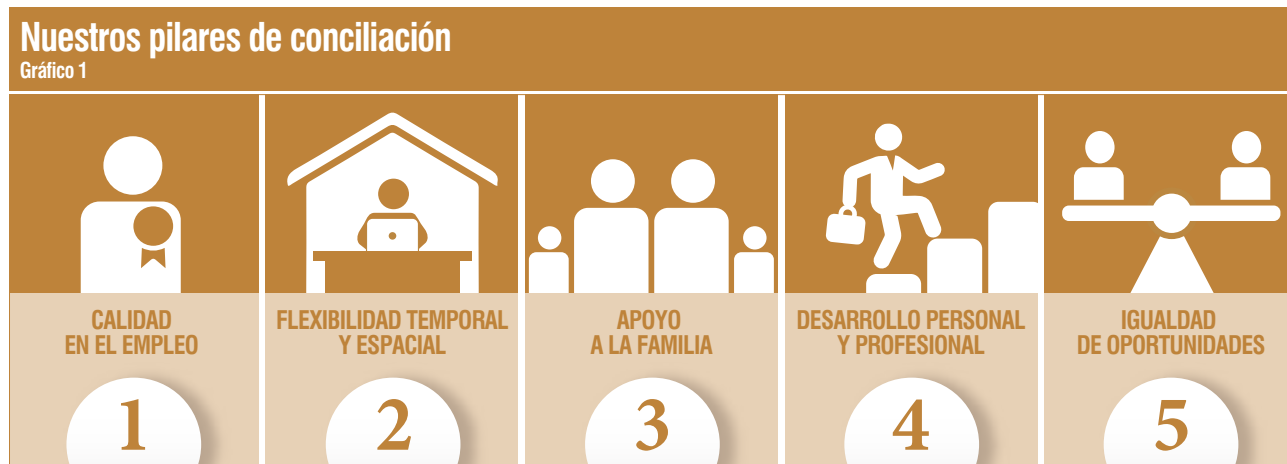 Nuestros pilares de conciliación
Gráfico 1
CALIDAD
EN EL EMPLEO
1
FLEXIBILIDAD TEMPORAL
Y ESPACIAL
2
APOYO
A LA FAMILIA
3
DESARROLLO PERSONAL
Y PROFESIONAL
4
IGUALDAD
DE OPORTUNIDADES
5